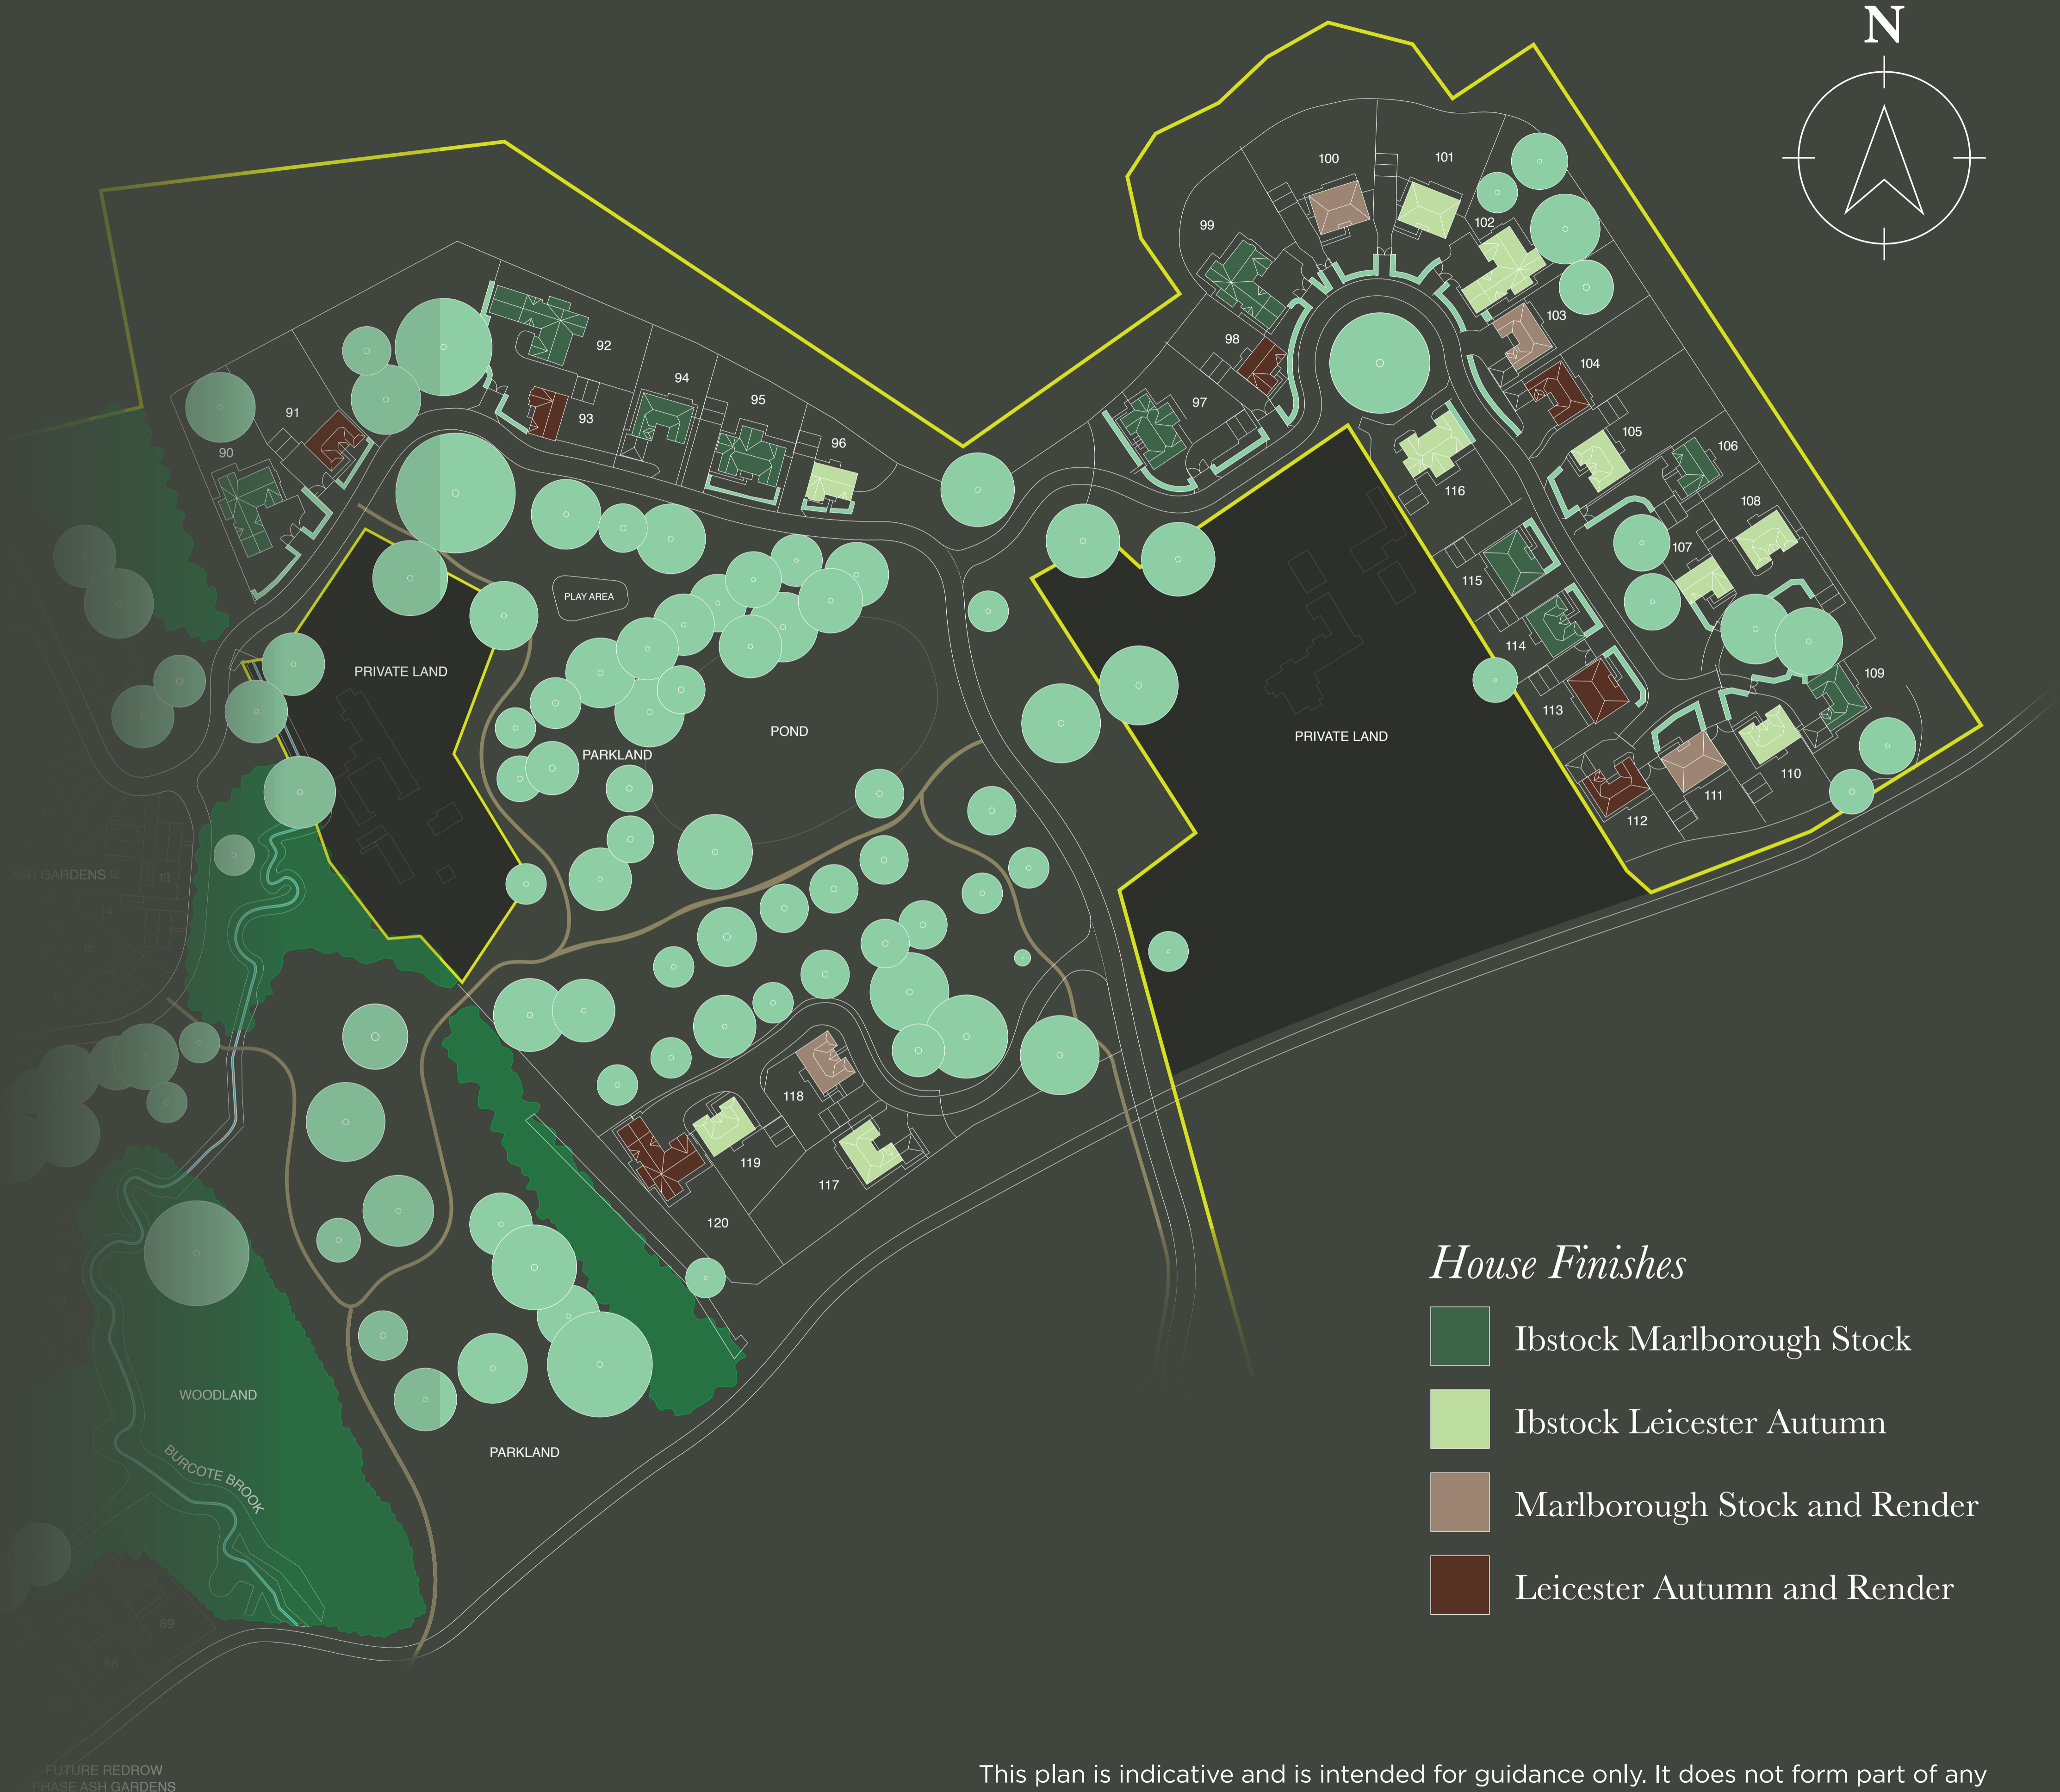 N
100
101
99
102
98
103
104
97
92
94
93
95
91
96
90
105
106
116
108
107
115
PLAY AREA
114
PRIVATE LAND
109
113
POND
PRIVATE LAND
PARKLAND
110
111
112
ASH GARDENS
12
13
14
15
118
119
117
120
WOODLAND
BURCOTE BROOK
PARKLAND
89
88
House Finishes
Ibstock Marlborough Stock
Ibstock Leicester Autumn
Marlborough Stock and Render
Leicester Autumn and Render
FUTURE REDROW
PHASE ASH GARDENS
This plan is indicative and is intended for guidance only. It does not form part of any